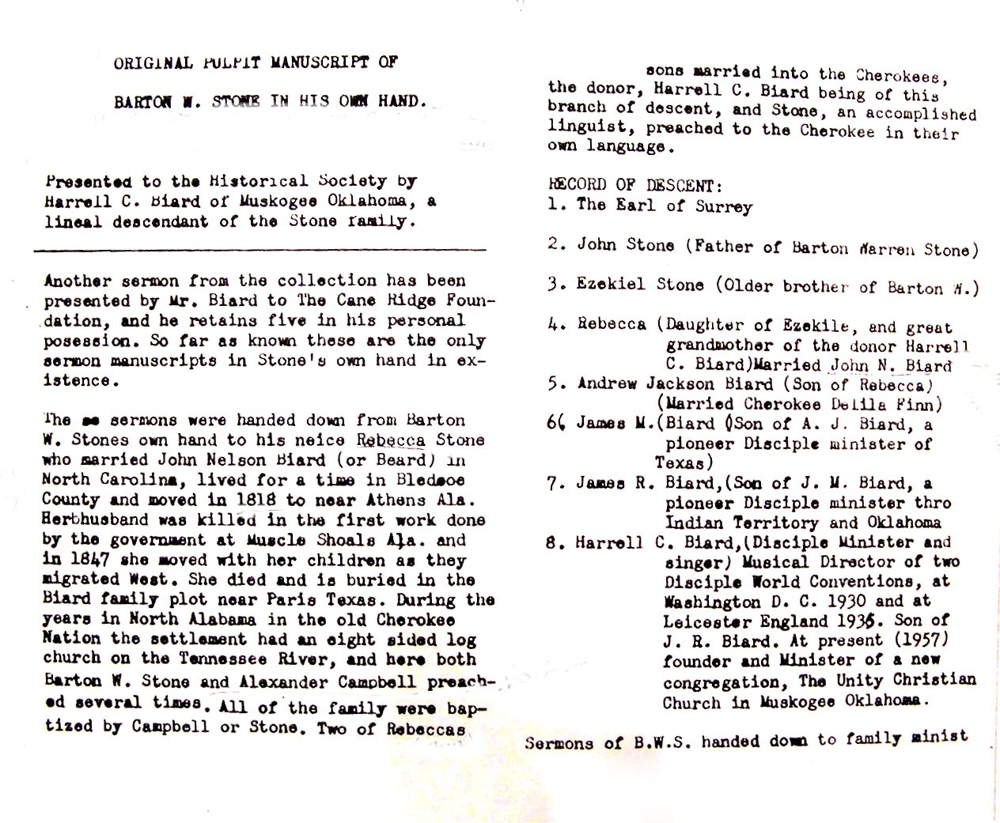 ORIGINAL PULPIT MANUSCRIPT OF
BARTON W. STONE IN HIS OWN HAND.
Presented to the Historical Society by
Harrell C. Biard of Muskogee Oklahoma, a
lineal descendant of the Stone family.
Another sermon from the collection has been
presented by Mr. Biard to The Cane Ridge Foun-
dation, and he retains five in his personal
posession. So far as known these are the only
sermon manuscripts in Stone's own hand in ex-
istence.
The se sermons were handed down from Barton
W. Stones own hand to his neice Rebecca Stone
who married John Nelson Biard (or Beard) in
North Carolina, lived for a time in Bledsoe
County and moved in 1818 to near Athens Ala.
Herbhusband was killed in the first work done
by the government at Muscle Shoals Ala. and
in 1847 she moved with her children as they
migrated West. She died and is buried in the
Biard family plot near Paris Texas. During the
years in North Alabama in the old Cherokee
Nation the settlement had an eight sided log
church on the Tennessee River, and here both
Barton W. Stone and Alexander Campbell preach-
ed several times. All of the family were bap-
tized by Campbell or Stone. Two of Rebeccas
sons married into the Cherokees,
the donor, Harrell C. Biard being of this
branch of descent, and Stone, an accomplished
linguist, preached to the Cherokee in their
own language.
RECORD OF DESCENT:
1. The Earl of Surrey
2. John Stone (Father of Barton Warren Stone)
3. Ezekiel Stone (Older brother of Barton W.)
4. Rebecca (Daughter of Ezekile, and great
grandmother of the donor Harrell
C. Biard)Married John N. Biard
5. Andrew Jackson Biard (Son of Rebecca)
(Married Cherokee Delila Finn)
6( James M.(Biard (Son of A. J. Biard, a
pioneer Disciple minister of
Texas)
7. James R. Biard,(Son of J. M. Biard, a
pioneer Disciple minister thro
Indian Territory and Oklahoma
8. Harrell C. Biard,(Disciple Minister and
singer) Musical Director of two
Disciple World Conventions, at
Washington D. C. 1930 and at
Leicester England 1935. Son of
J. R. Biard. At present (1957)
founder and Minister of a new
congregation, The Unity Christian
Church in Muskogee Oklahoma.
Sermons of B.W.S. handed down to family minist